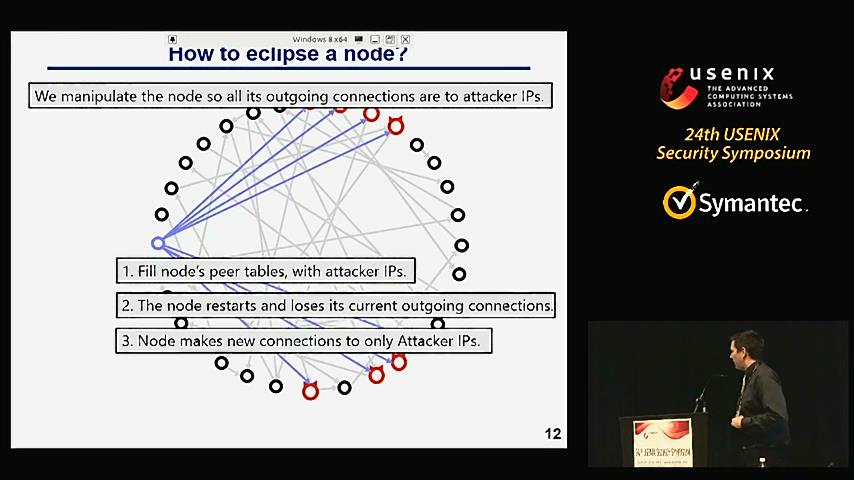 Windows 8.x64
How to eclipse a node?
We manipulate the node so all its outgoing connections are to attacker IPs.
1. Fill node's peer tables, with attacker IPs.
2. The node restarts and loses its current outgoing connections.
3. Node makes new connections to only Attacker IPs.
12
usenix
THE ADVANCED
COMPUTING SYSTEMS
ASSOCIATION
24th USENIX
Security Symposium
Symantec.